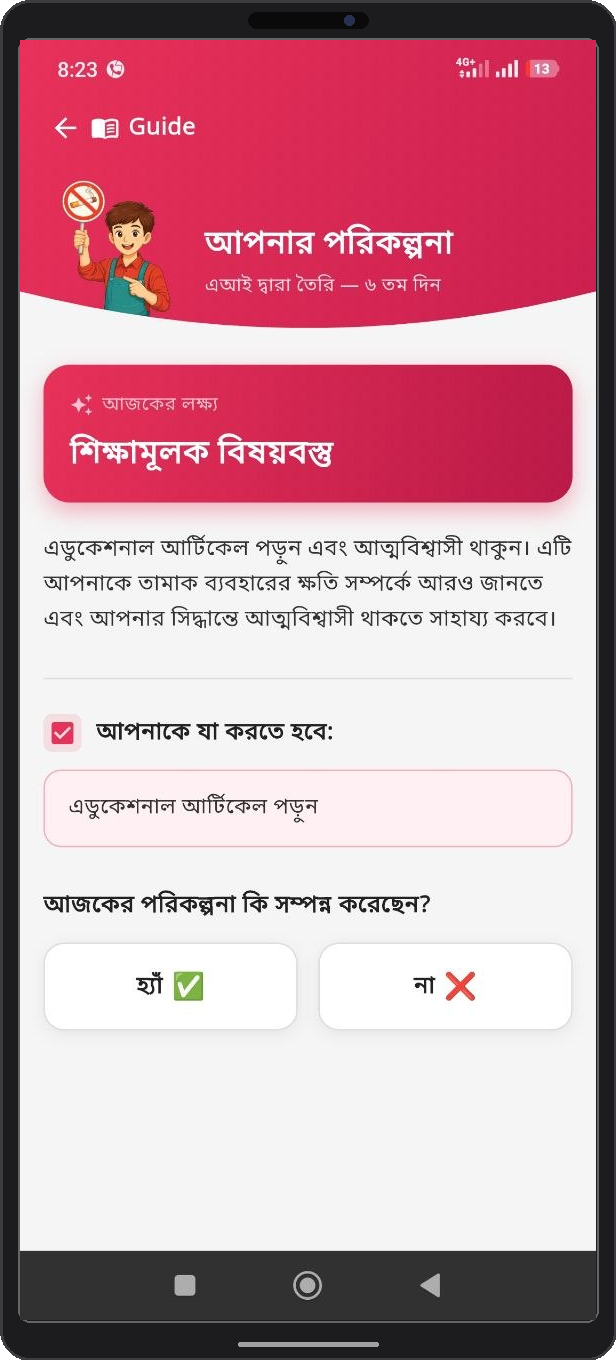 8:23
4G+
13
Guide
আপনার পরিকল্পনা
এআই দ্বারা তৈরি — ৬ তম দিন
আজকের লক্ষ্য
শিক্ষামূলক বিষয়বস্তু
এডুকেশনাল আর্টিকেল পড়ুন এবং আত্মবিশ্বাসী থাকুন। এটি
আপনাকে তামাক ব্যবহারের ক্ষতি সম্পর্কে আরও জানতে
এবং আপনার সিদ্ধান্তে আত্মবিশ্বাসী থাকতে সাহায্য করবে।
আপনাকে যা করতে হবে:
এডুকেশনাল আর্টিকেল পড়ুন
আজকের পরিকল্পনা কি সম্পন্ন করেছেন?
হ্যাঁ ✅
না ❌